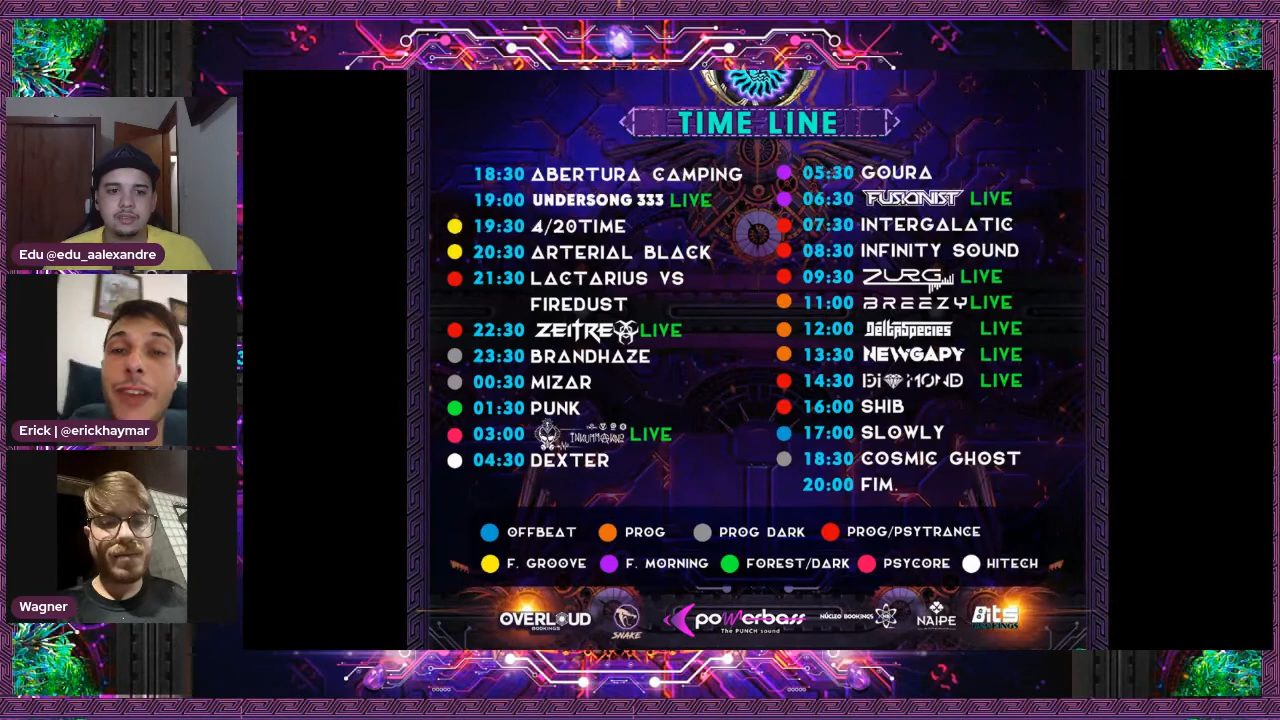 TIME LINE
18:30 ABERTURA CAMPING
19:00 UNDERSONG 333 LIVE
19:30 4/20TIME
20:30 ARTERIAL BLACK
21:30 LACTARIUS VS
FIREDUST
22:30 ZEITREA LIVE
23:30 BRANDHAZE
00:30 MIZAR
01:30 PUNK
03:00 LIVE
04:30 DEXTER
05:30 GOURA
06:30 FUSIONIST LIVE
07:30 INTERGALATIC
08:30 INFINITY SOUND
09:30 ZURG LIVE
11:00 BREEZY LIVE
12:00 DeltaSpecies LIVE
13:30 NEWGAPY LIVE
14:30 DIAMOND LIVE
16:00 SHIB
17:00 SLOWLY
18:30 COSMIC GHOST
20:00 FIM.
OFFBEAT PROG PROG DARK PROG/PSYTRANCE
F. GROOVE F. MORNING FOREST/DARK PSYCORE HITECH
OVERLOUD BOOKINGS
SNAKE
powerbass
The PUNCH sound
NÚCLEO BOOKINGS
NAIPE
Bits BOOKINGS
Edu @edu_aalexandre
Erick | @erickhaymar
Wagner